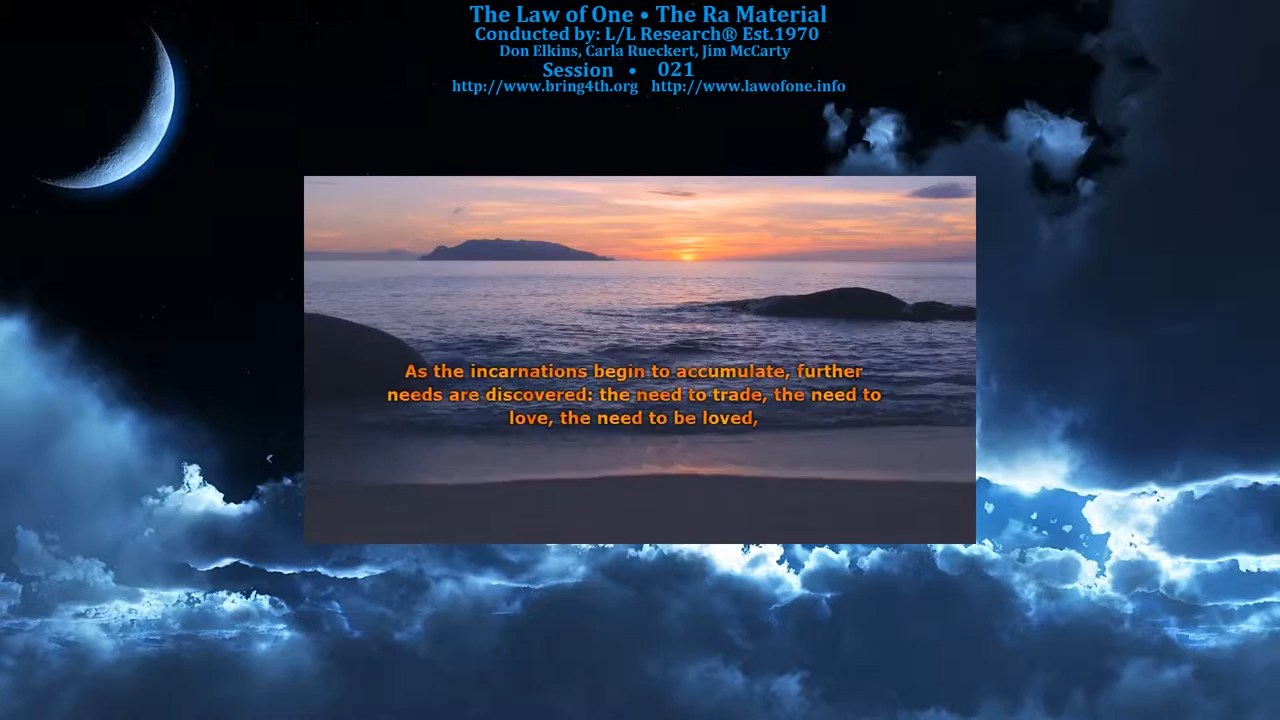 The Law of One • The Ra Material
Conducted by: L/L Research® Est.1970
Don Elkins, Carla Rueckert, Jim McCarty
Session • 021
http://www.bring4th.org http://www.lawofone.info
As the incarnations begin to accumulate, further
needs are discovered: the need to trade, the need to
love, the need to be loved,